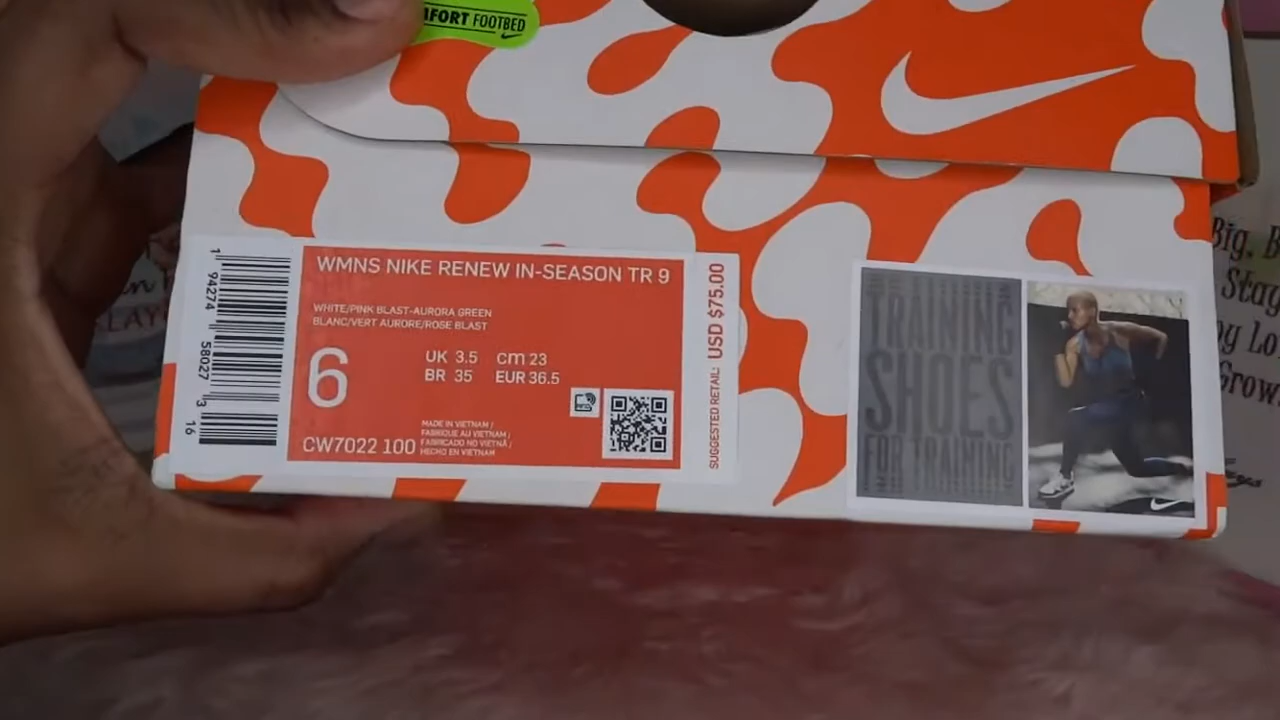 FORT FOOTBED
WMNS NIKE RENEW IN-SEASON TR 9
WHITE/PINK BLAST-AURORA GREEN
BLANC/VERT AURORE/ROSE BLAST
6
UK 3.5 Cm 23
BR 35 EUR 36.5
CW7022 100
MADE IN VIETNAM /
FABRIQUE AU VIETNAM /
FABRICADO NO VIETNÃ /
HECHO EN VIETNAM
1 94274 58027 3
16
SUGGESTED RETAIL: USD $75.00
TRAINING
SHOES
FOR TRAINING
Big.
Stay
Lo
Grow